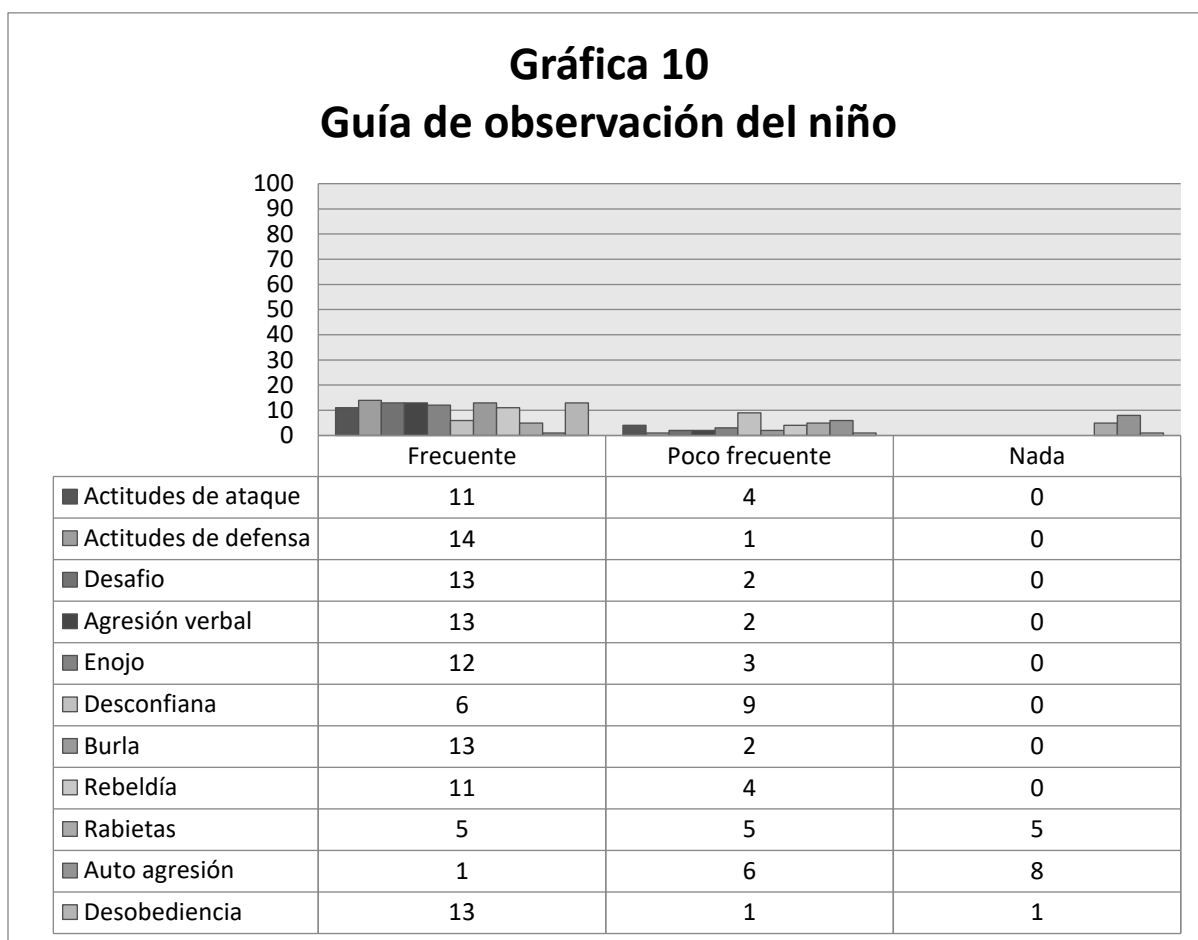 Gráfica 10
Guía de observación del niño
100
90
80
70
60
50
40
30
20
10
0
Frecuente Poco frecuente Nada
Actitudes de ataque 11 4 0
Actitudes de defensa 14 1 0
Desafio 13 2 0
Agresión verbal 13 2 0
Enojo 12 3 0
Desconfiana 6 9 0
Burla 13 2 0
Rebeldía 11 4 0
Rabietas 5 5 5
Auto agresión 1 6 8
Desobediencia 13 1 1